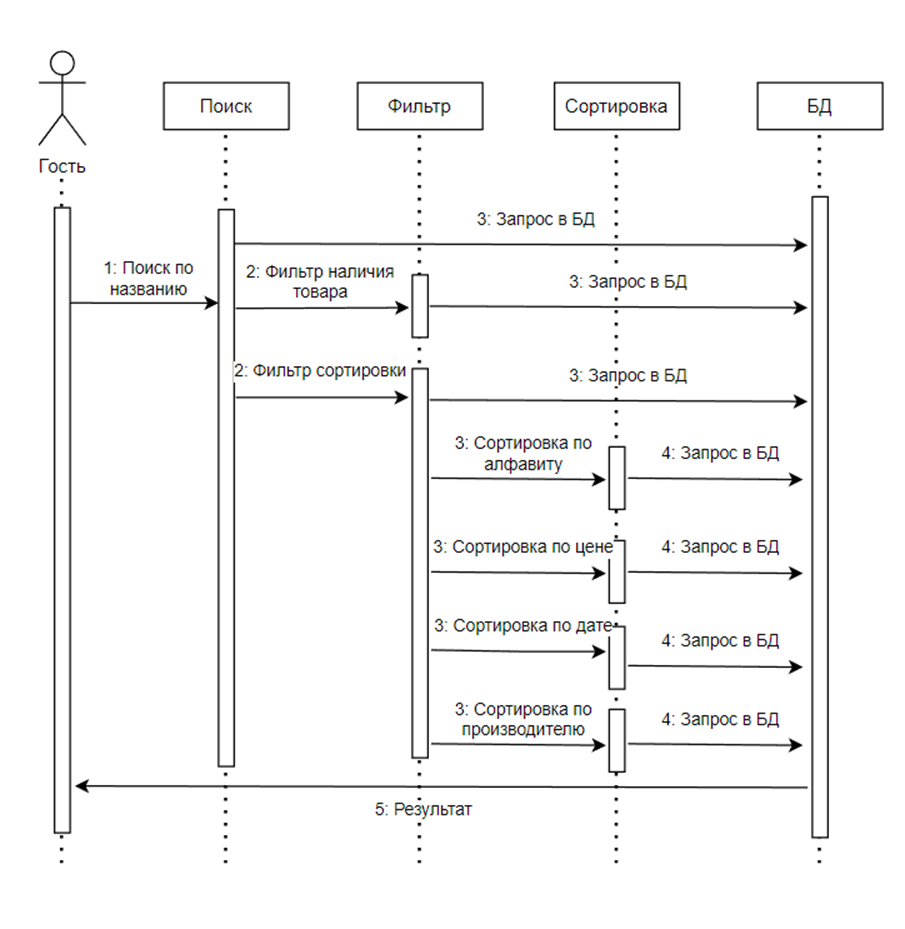 Гость
Поиск
Фильтр
Сортировка
БД
3: Запрос в БД
1: Поиск по
названию
2: Фильтр наличия
товара
3: Запрос в БД
2: Фильтр сортировки
3: Запрос в БД
3: Сортировка по
алфавиту
4: Запрос в БД
3: Сортировка по цене
4: Запрос в БД
3: Сортировка по дате
4: Запрос в БД
3: Сортировка по
производителю
4: Запрос в БД
5: Результат